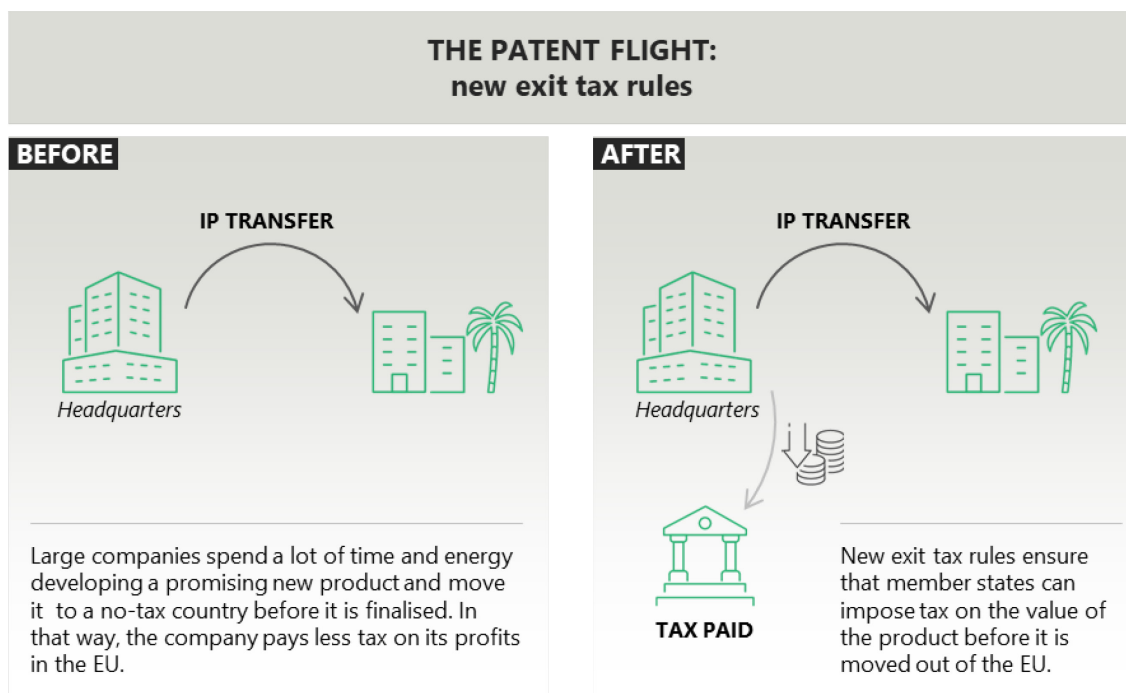 THE PATENT FLIGHT:
new exit tax rules
BEFORE
IP TRANSFER
Headquarters
Large companies spend a lot of time and energy
developing a promising new product and move
it to a no-tax country before it is finalised. In
that way, the company pays less tax on its profits
in the EU.
AFTER
IP TRANSFER
Headquarters
TAX PAID
New exit tax rules ensure
that member states can
impose tax on the value of
the product before it is
moved out of the EU.